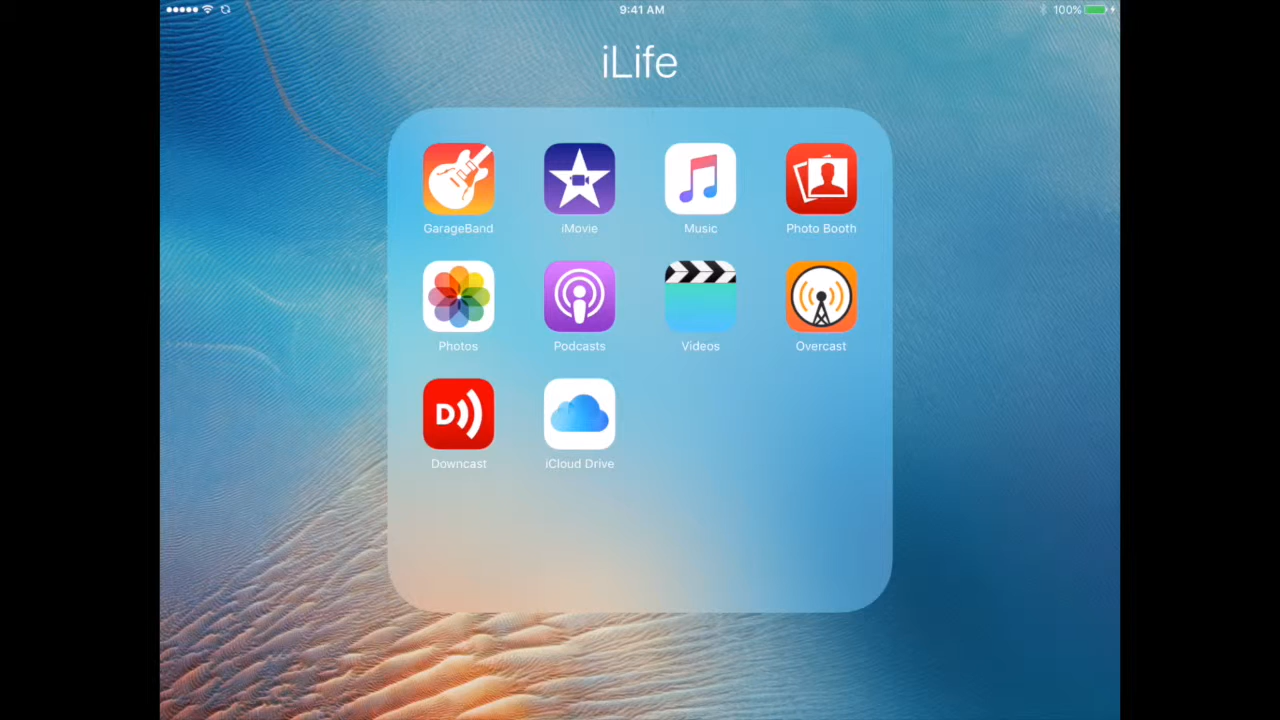 9:41 AM 100%
iLife
GarageBand iMovie Music Photo Booth
Photos Podcasts Videos Overcast
D
Downcast iCloud Drive